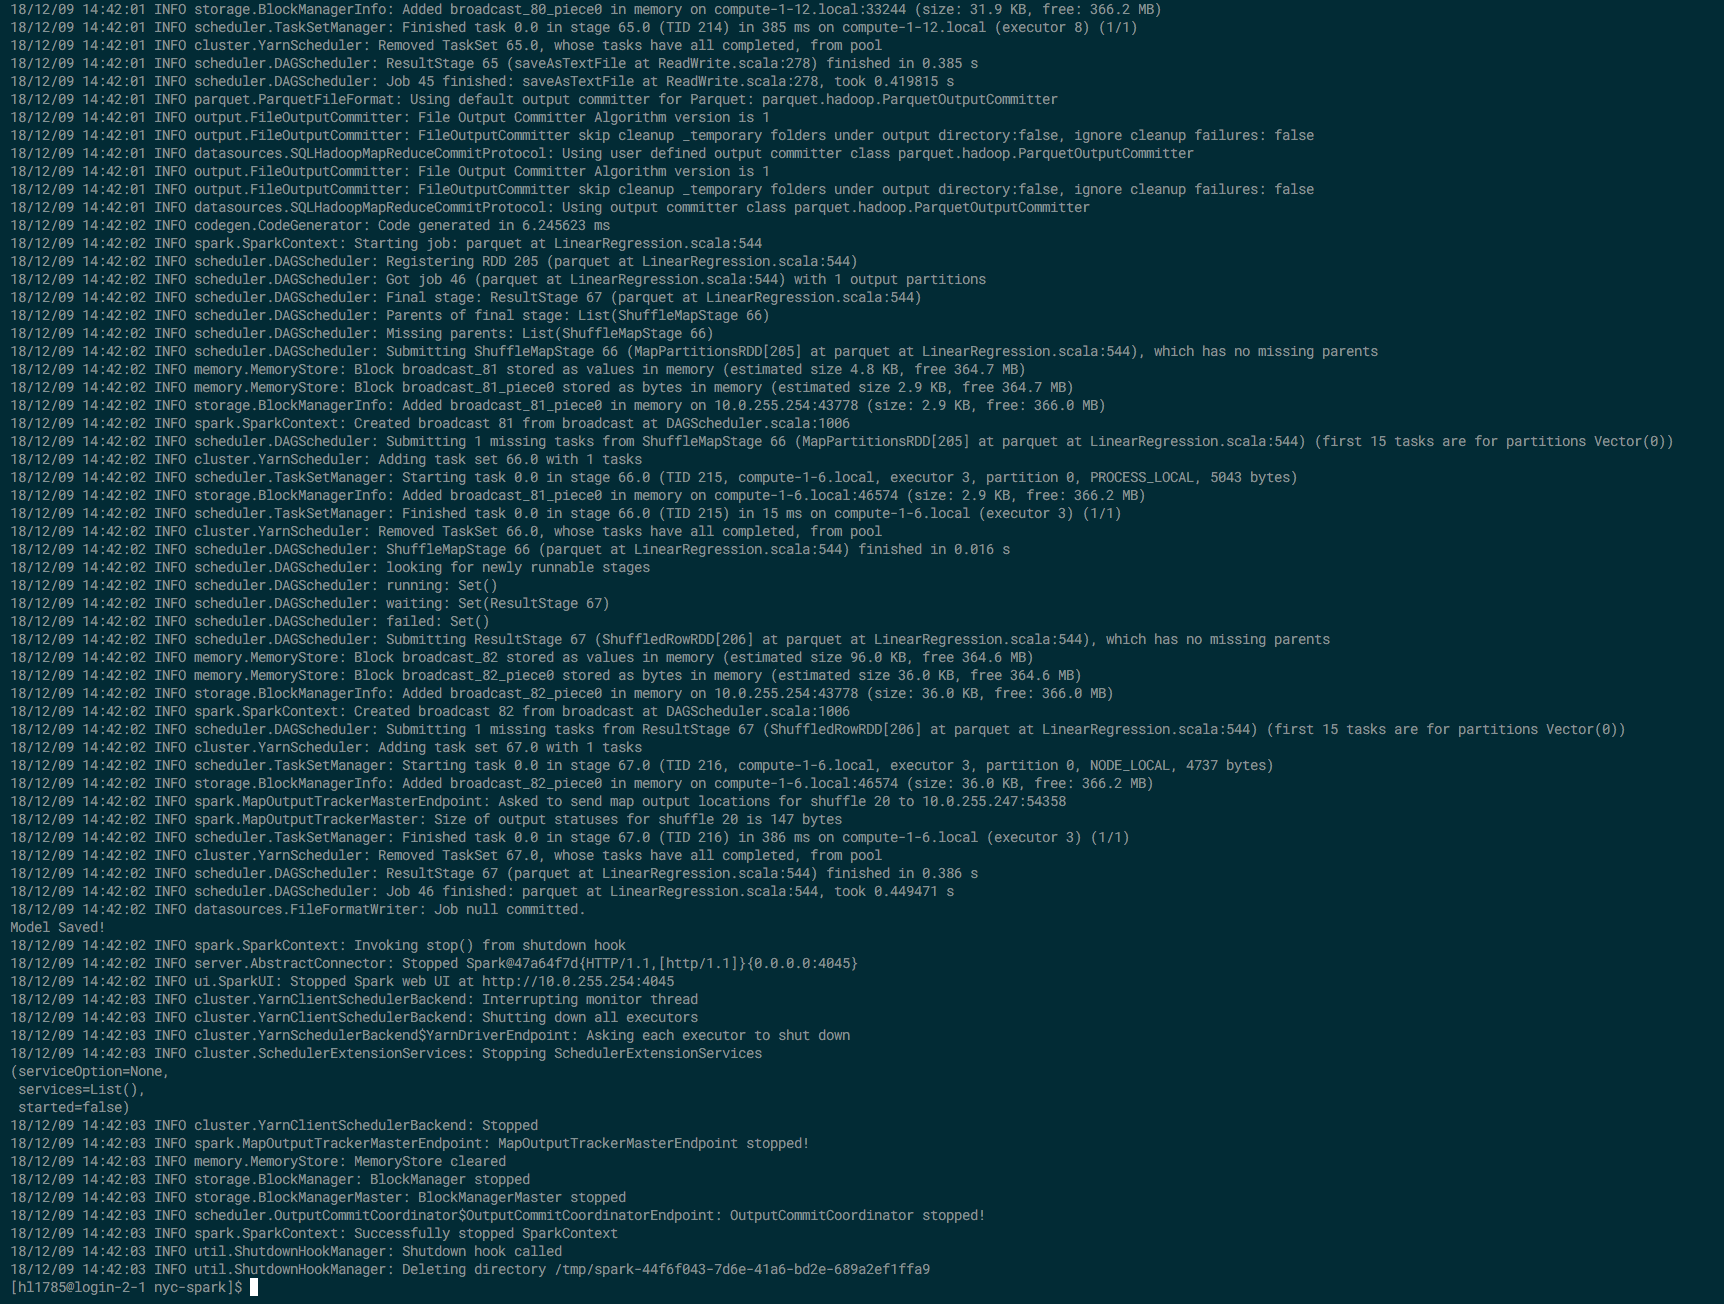 18/12/09 14:42:01 INFO storage.BlockManagerInfo: Added broadcast_80_piece0 in memory on compute-1-12.local:33244 (size: 31.9 KB, free: 366.2 MB)
18/12/09 14:42:01 INFO scheduler.TaskSetManager: Finished task 0.0 in stage 65.0 (TID 214) in 385 ms on compute-1-12.local (executor 8) (1/1)
18/12/09 14:42:01 INFO cluster.YarnScheduler: Removed TaskSet 65.0, whose tasks have all completed, from pool
18/12/09 14:42:01 INFO scheduler.DAGScheduler: ResultStage 65 (saveAsTextFile at ReadWrite.scala:278) finished in 0.385 s
18/12/09 14:42:01 INFO scheduler.DAGScheduler: Job 45 finished: saveAsTextFile at ReadWrite.scala:278, took 0.419815 s
18/12/09 14:42:01 INFO parquet.ParquetFileFormat: Using default output committer for Parquet: parquet.hadoop.ParquetOutputCommitter
18/12/09 14:42:01 INFO output.FileOutputCommitter: File Output Committer Algorithm version is 1
18/12/09 14:42:01 INFO output.FileOutputCommitter: FileOutputCommitter skip cleanup _temporary folders under output directory:false, ignore cleanup failures: false
18/12/09 14:42:01 INFO datasources.SQLHadoopMapReduceCommitProtocol: Using user defined output committer class parquet.hadoop.ParquetOutputCommitter
18/12/09 14:42:01 INFO output.FileOutputCommitter: File Output Committer Algorithm version is 1
18/12/09 14:42:01 INFO output.FileOutputCommitter: FileOutputCommitter skip cleanup _temporary folders under output directory:false, ignore cleanup failures: false
18/12/09 14:42:01 INFO datasources.SQLHadoopMapReduceCommitProtocol: Using output committer class parquet.hadoop.ParquetOutputCommitter
18/12/09 14:42:02 INFO codegen.CodeGenerator: Code generated in 6.245623 ms
18/12/09 14:42:02 INFO spark.SparkContext: Starting job: parquet at LinearRegression.scala:544
18/12/09 14:42:02 INFO scheduler.DAGScheduler: Registering RDD 205 (parquet at LinearRegression.scala:544)
18/12/09 14:42:02 INFO scheduler.DAGScheduler: Got job 46 (parquet at LinearRegression.scala:544) with 1 output partitions
18/12/09 14:42:02 INFO scheduler.DAGScheduler: Final stage: ResultStage 67 (parquet at LinearRegression.scala:544)
18/12/09 14:42:02 INFO scheduler.DAGScheduler: Parents of final stage: List(ShuffleMapStage 66)
18/12/09 14:42:02 INFO scheduler.DAGScheduler: Missing parents: List(ShuffleMapStage 66)
18/12/09 14:42:02 INFO scheduler.DAGScheduler: Submitting ShuffleMapStage 66 (MapPartitionsRDD[205] at parquet at LinearRegression.scala:544), which has no missing parents
18/12/09 14:42:02 INFO memory.MemoryStore: Block broadcast_81 stored as values in memory (estimated size 4.8 KB, free 364.7 MB)
18/12/09 14:42:02 INFO memory.MemoryStore: Block broadcast_81_piece0 stored as bytes in memory (estimated size 2.9 KB, free 364.7 MB)
18/12/09 14:42:02 INFO storage.BlockManagerInfo: Added broadcast_81_piece0 in memory on 10.0.255.254:43778 (size: 2.9 KB, free: 366.0 MB)
18/12/09 14:42:02 INFO spark.SparkContext: Created broadcast 81 from broadcast at DAGScheduler.scala:1006
18/12/09 14:42:02 INFO scheduler.DAGScheduler: Submitting 1 missing tasks from ShuffleMapStage 66 (MapPartitionsRDD[205] at parquet at LinearRegression.scala:544) (first 15 tasks are for partitions Vector(0))
18/12/09 14:42:02 INFO cluster.YarnScheduler: Adding task set 66.0 with 1 tasks
18/12/09 14:42:02 INFO scheduler.TaskSetManager: Starting task 0.0 in stage 66.0 (TID 215, compute-1-6.local, executor 3, partition 0, PROCESS_LOCAL, 5043 bytes)
18/12/09 14:42:02 INFO storage.BlockManagerInfo: Added broadcast_81_piece0 in memory on compute-1-6.local:46574 (size: 2.9 KB, free: 366.2 MB)
18/12/09 14:42:02 INFO scheduler.TaskSetManager: Finished task 0.0 in stage 66.0 (TID 215) in 15 ms on compute-1-6.local (executor 3) (1/1)
18/12/09 14:42:02 INFO cluster.YarnScheduler: Removed TaskSet 66.0, whose tasks have all completed, from pool
18/12/09 14:42:02 INFO scheduler.DAGScheduler: ShuffleMapStage 66 (parquet at LinearRegression.scala:544) finished in 0.016 s
18/12/09 14:42:02 INFO scheduler.DAGScheduler: looking for newly runnable stages
18/12/09 14:42:02 INFO scheduler.DAGScheduler: running: Set()
18/12/09 14:42:02 INFO scheduler.DAGScheduler: waiting: Set(ResultStage 67)
18/12/09 14:42:02 INFO scheduler.DAGScheduler: failed: Set()
18/12/09 14:42:02 INFO scheduler.DAGScheduler: Submitting ResultStage 67 (ShuffledRowRDD[206] at parquet at LinearRegression.scala:544), which has no missing parents
18/12/09 14:42:02 INFO memory.MemoryStore: Block broadcast_82 stored as values in memory (estimated size 96.0 KB, free 364.6 MB)
18/12/09 14:42:02 INFO memory.MemoryStore: Block broadcast_82_piece0 stored as bytes in memory (estimated size 36.0 KB, free 364.6 MB)
18/12/09 14:42:02 INFO storage.BlockManagerInfo: Added broadcast_82_piece0 in memory on 10.0.255.254:43778 (size: 36.0 KB, free: 366.0 MB)
18/12/09 14:42:02 INFO spark.SparkContext: Created broadcast 82 from broadcast at DAGScheduler.scala:1006
18/12/09 14:42:02 INFO scheduler.DAGScheduler: Submitting 1 missing tasks from ResultStage 67 (ShuffledRowRDD[206] at parquet at LinearRegression.scala:544) (first 15 tasks are for partitions Vector(0))
18/12/09 14:42:02 INFO cluster.YarnScheduler: Adding task set 67.0 with 1 tasks
18/12/09 14:42:02 INFO scheduler.TaskSetManager: Starting task 0.0 in stage 67.0 (TID 216, compute-1-6.local, executor 3, partition 0, NODE_LOCAL, 4737 bytes)
18/12/09 14:42:02 INFO storage.BlockManagerInfo: Added broadcast_82_piece0 in memory on compute-1-6.local:46574 (size: 36.0 KB, free: 366.2 MB)
18/12/09 14:42:02 INFO spark.MapOutputTrackerMasterEndpoint: Asked to send map output locations for shuffle 20 to 10.0.255.247:54358
18/12/09 14:42:02 INFO spark.MapOutputTrackerMaster: Size of output statuses for shuffle 20 is 147 bytes
18/12/09 14:42:02 INFO scheduler.TaskSetManager: Finished task 0.0 in stage 67.0 (TID 216) in 386 ms on compute-1-6.local (executor 3) (1/1)
18/12/09 14:42:02 INFO cluster.YarnScheduler: Removed TaskSet 67.0, whose tasks have all completed, from pool
18/12/09 14:42:02 INFO scheduler.DAGScheduler: ResultStage 67 (parquet at LinearRegression.scala:544) finished in 0.386 s
18/12/09 14:42:02 INFO scheduler.DAGScheduler: Job 46 finished: parquet at LinearRegression.scala:544, took 0.449471 s
18/12/09 14:42:02 INFO datasources.FileFormatWriter: Job null committed.
Model Saved!
18/12/09 14:42:02 INFO spark.SparkContext: Invoking stop() from shutdown hook
18/12/09 14:42:02 INFO server.AbstractConnector: Stopped Spark@47a64f7d{HTTP/1.1,[http/1.1]}{0.0.0.0:4045}
18/12/09 14:42:02 INFO ui.SparkUI: Stopped Spark web UI at http://10.0.255.254:4045
18/12/09 14:42:03 INFO cluster.YarnClientSchedulerBackend: Interrupting monitor thread
18/12/09 14:42:03 INFO cluster.YarnClientSchedulerBackend: Shutting down all executors
18/12/09 14:42:03 INFO cluster.YarnSchedulerBackend$YarnDriverEndpoint: Asking each executor to shut down
18/12/09 14:42:03 INFO cluster.SchedulerExtensionServices: Stopping SchedulerExtensionServices
(serviceOption=None,
 services=List(),
 started=false)
18/12/09 14:42:03 INFO cluster.YarnClientSchedulerBackend: Stopped
18/12/09 14:42:03 INFO spark.MapOutputTrackerMasterEndpoint: MapOutputTrackerMasterEndpoint stopped!
18/12/09 14:42:03 INFO memory.MemoryStore: MemoryStore cleared
18/12/09 14:42:03 INFO storage.BlockManager: BlockManager stopped
18/12/09 14:42:03 INFO storage.BlockManagerMaster: BlockManagerMaster stopped
18/12/09 14:42:03 INFO scheduler.OutputCommitCoordinator$OutputCommitCoordinatorEndpoint: OutputCommitCoordinator stopped!
18/12/09 14:42:03 INFO spark.SparkContext: Successfully stopped SparkContext
18/12/09 14:42:03 INFO util.ShutdownHookManager: Shutdown hook called
18/12/09 14:42:03 INFO util.ShutdownHookManager: Deleting directory /tmp/spark-44f6f043-7d6e-41a6-bd2e-689a2ef1ffa9
[hl1785@login-2-1 nyc-spark]$